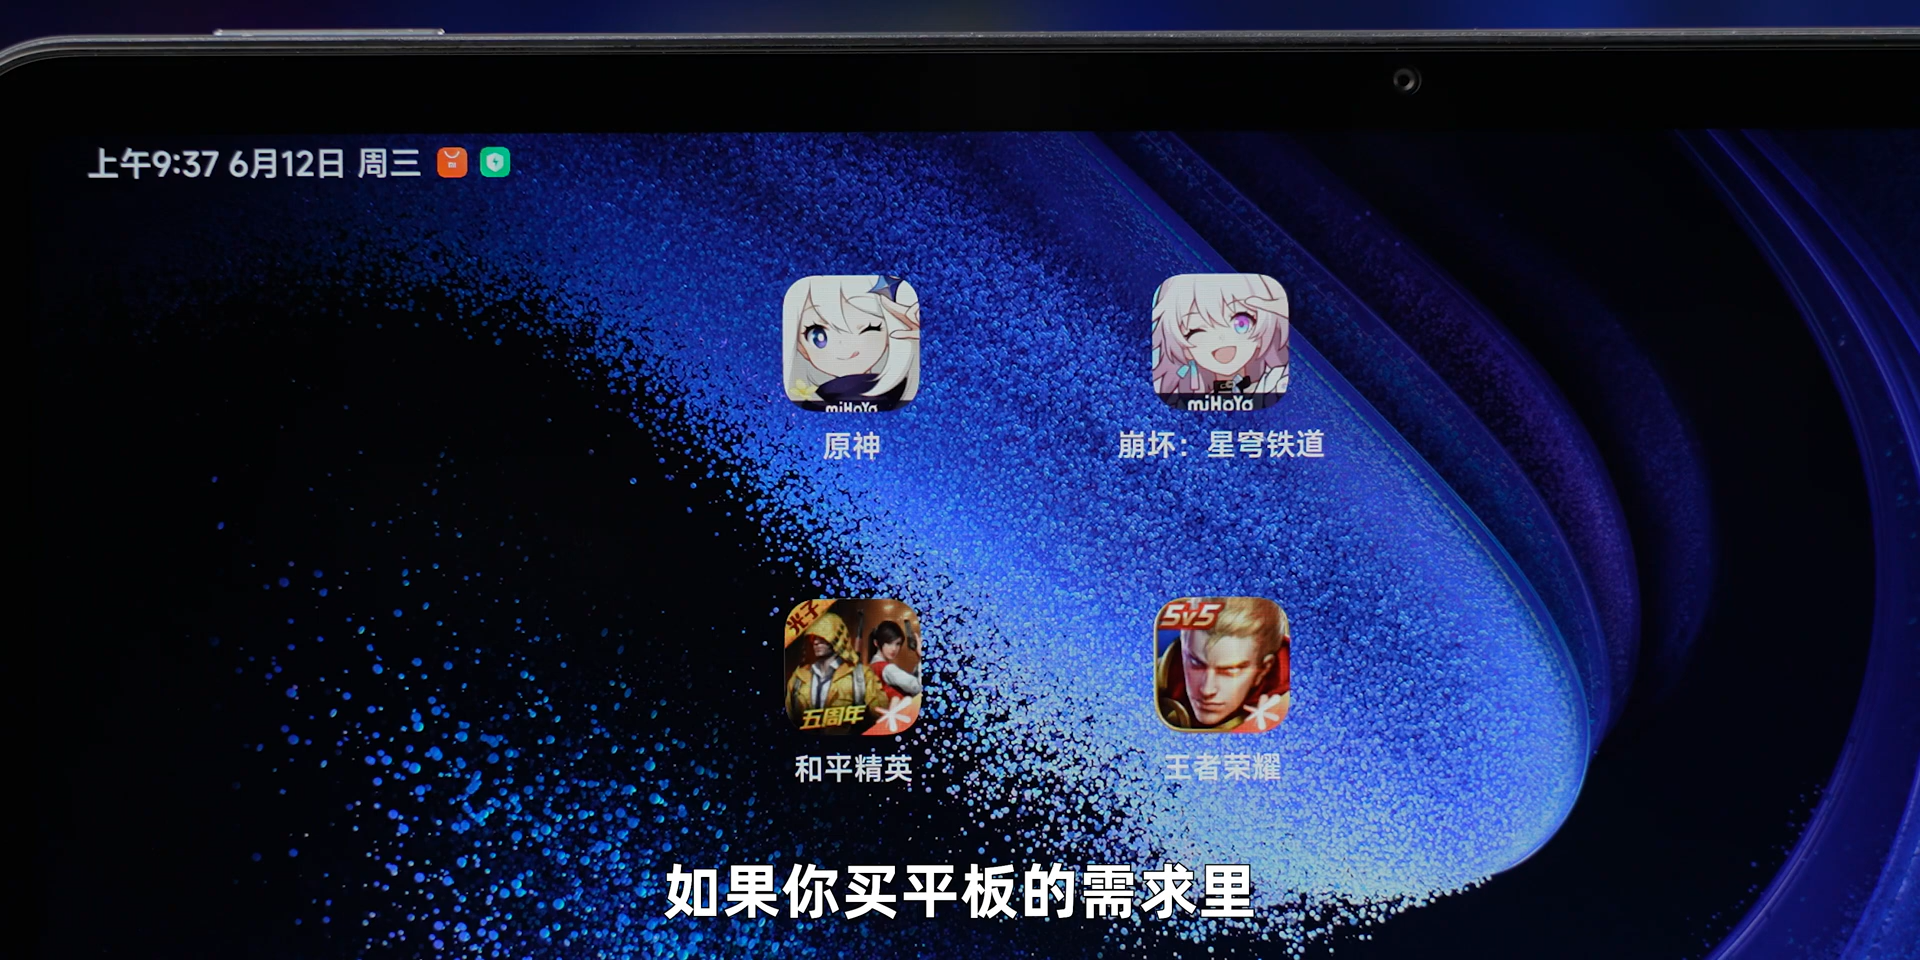 上午9:37 6月12日 周三
miHoYo
miHoYo
原神
崩坏：星穹铁道
光子
五周年
5v5
和平精英
王者荣耀
如果你买平板的需求里